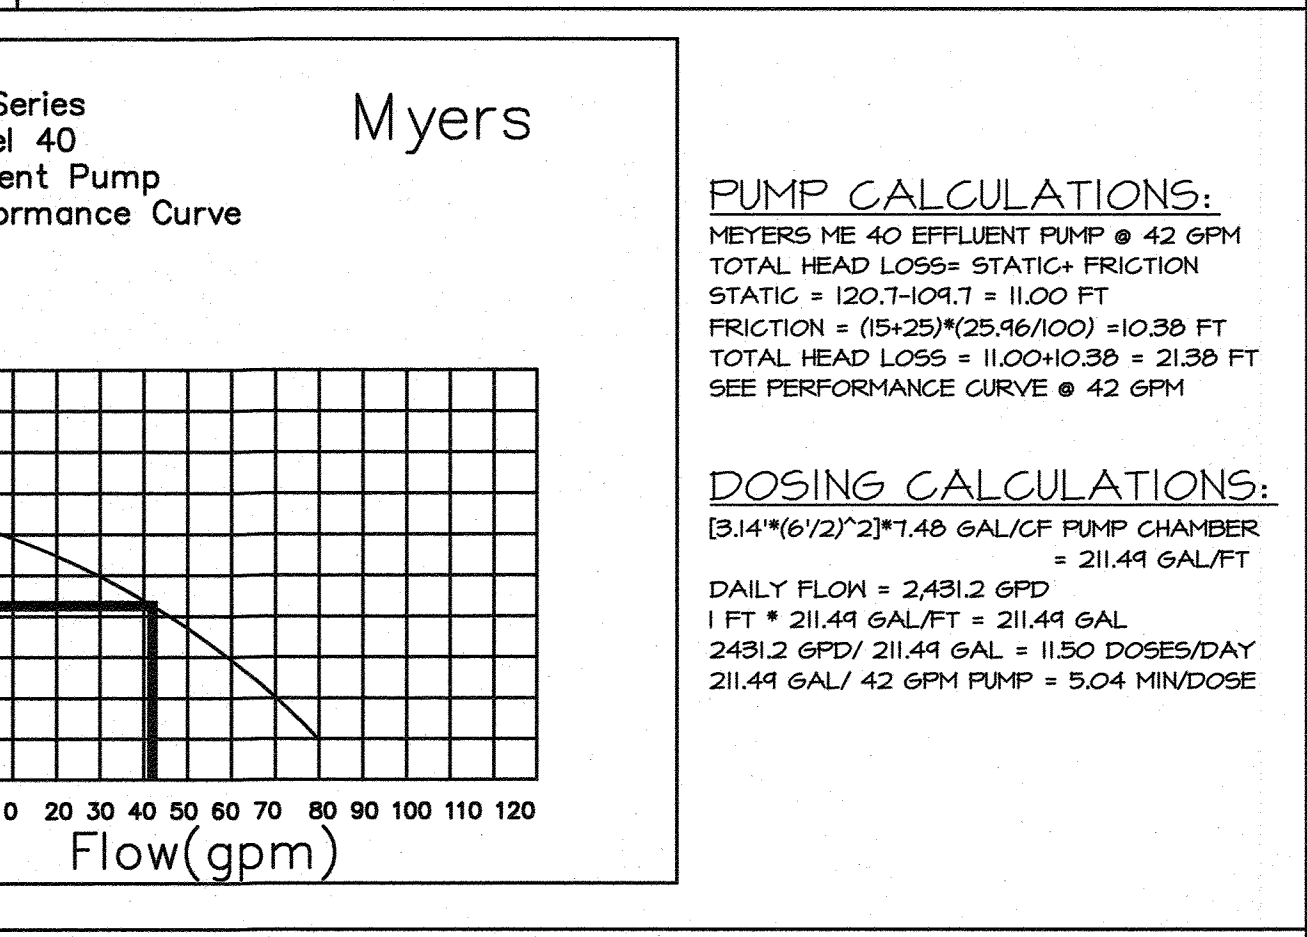 Series
el 40
ent Pump
ormance Curve
Myers
0 20 30 40 50 60 70 80 90 100 110 120
Flow(gpm)
PUMP CALCULATIONS:
MEYERS ME 40 EFFLUENT PUMP @ 42 GPM
TOTAL HEAD LOSS= STATIC+ FRICTION
STATIC = 120.7-109.7 = 11.00 FT
FRICTION = (15+25)*(25.96/100) =10.38 FT
TOTAL HEAD LOSS = 11.00+10.38 = 21.38 FT
SEE PERFORMANCE CURVE @ 42 GPM
DOSING CALCULATIONS:
[3.14'*(6'/2)^2]*7.48 GAL/CF PUMP CHAMBER
= 211.49 GAL/FT
DAILY FLOW = 2,431.2 GPD
1 FT * 211.49 GAL/FT = 211.49 GAL
2431.2 GPD/ 211.49 GAL = 11.50 DOSES/DAY
211.49 GAL/ 42 GPM PUMP = 5.04 MIN/DOSE